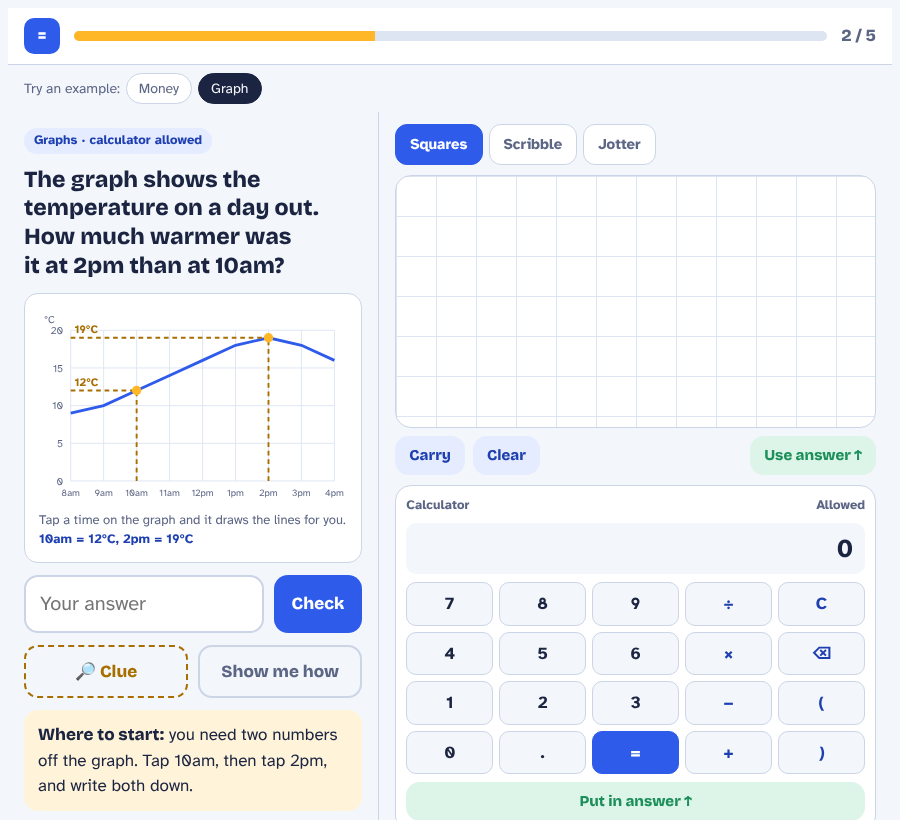 =
2 / 5
Try an example: Money Graph
Graphs · calculator allowed
The graph shows the
temperature on a day out.
How much warmer was
it at 2pm than at 10am?
°C
20
19°C
15
12°C
10
5
0
8am 9am 10am 11am 12pm 1pm 2pm 3pm 4pm
Tap a time on the graph and it draws the lines for you.
10am = 12°C, 2pm = 19°C
Your answer
Check
🔎 Clue
Show me how
Where to start: you need two numbers
off the graph. Tap 10am, then tap 2pm,
and write both down.
Squares Scribble Jotter
Carry Clear Use answer ↑
Calculator Allowed
0
7 8 9 ÷ C
4 5 6 × ⌫
1 2 3 − (
0 . = + )
Put in answer ↑